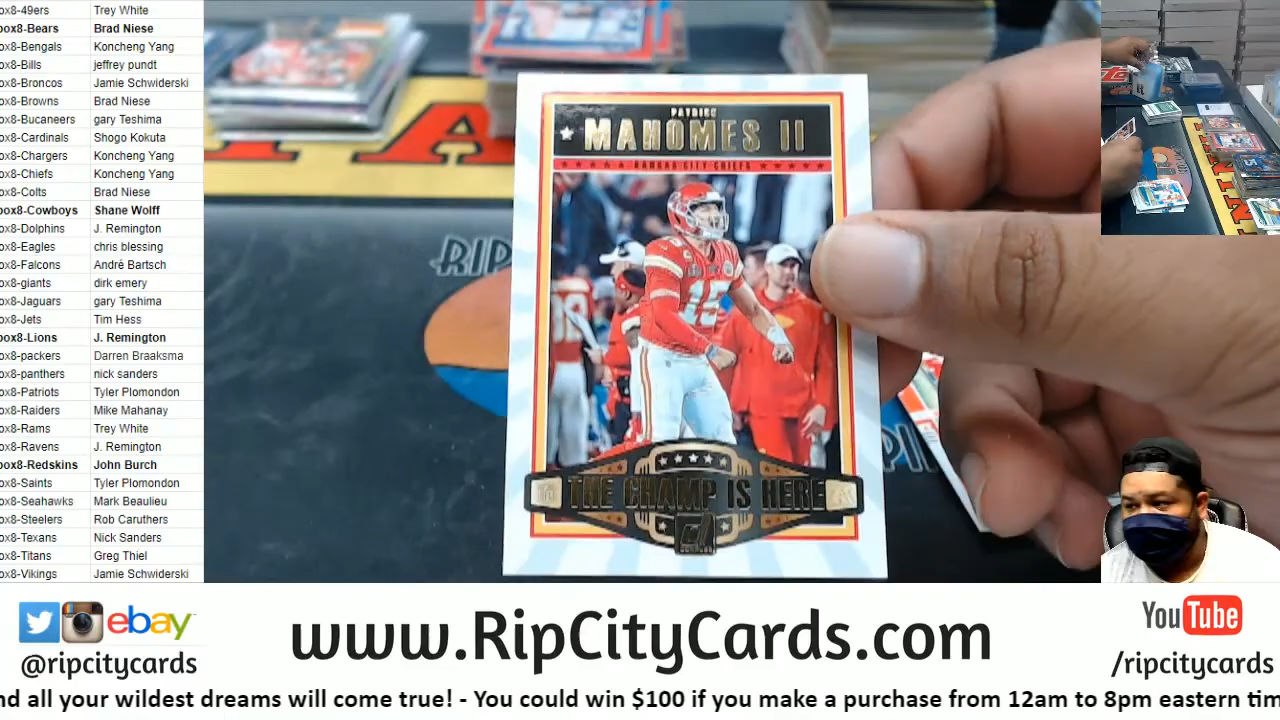 ox8-49ers Trey White
box8-Bears Brad Niese
ox8-Bengals Koncheng Yang
ox8-Bills jeffrey pundt
ox8-Broncos Jamie Schwiderski
ox8-Browns Brad Niese
ox8-Bucaneers gary Teshima
ox8-Cardinals Shogo Kokuta
ox8-Chargers Koncheng Yang
ox8-Chiefs Koncheng Yang
ox8-Colts Brad Niese
box8-Cowboys Shane Wolff
ox8-Dolphins J. Remington
ox8-Eagles chris blessing
ox8-Falcons André Bartsch
ox8-giants dirk emery
ox8-Jaguars gary Teshima
ox8-Jets Tim Hess
box8-Lions J. Remington
ox8-packers Darren Braaksma
ox8-panthers nick sanders
ox8-Patriots Tyler Plomondon
ox8-Raiders Mike Mahanay
ox8-Rams Trey White
ox8-Ravens J. Remington
box8-Redskins John Burch
ox8-Saints Tyler Plomondon
ox8-Seahawks Mark Beaulieu
ox8-Steelers Rob Caruthers
ox8-Texans Nick Sanders
ox8-Titans Greg Thiel
ox8-Vikings Jamie Schwiderski
PATRICK
MAHOMES II
KANSAS CITY CHIEFS
15
THE CHAMP IS HERE
RIP
ebay
@ripcitycards
www.RipCityCards.com
YouTube
/ripcitycards
nd all your wildest dreams will come true! - You could win $100 if you make a purchase from 12am to 8pm eastern tim